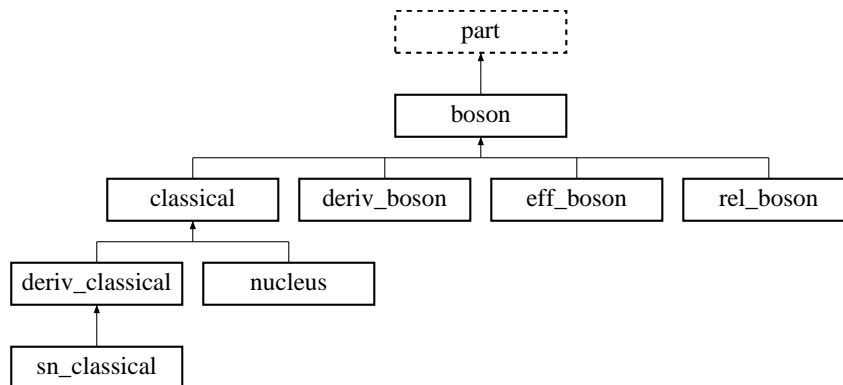 part
boson
classical
deriv_boson
eff_boson
rel_boson
deriv_classical
nucleus
sn_classical